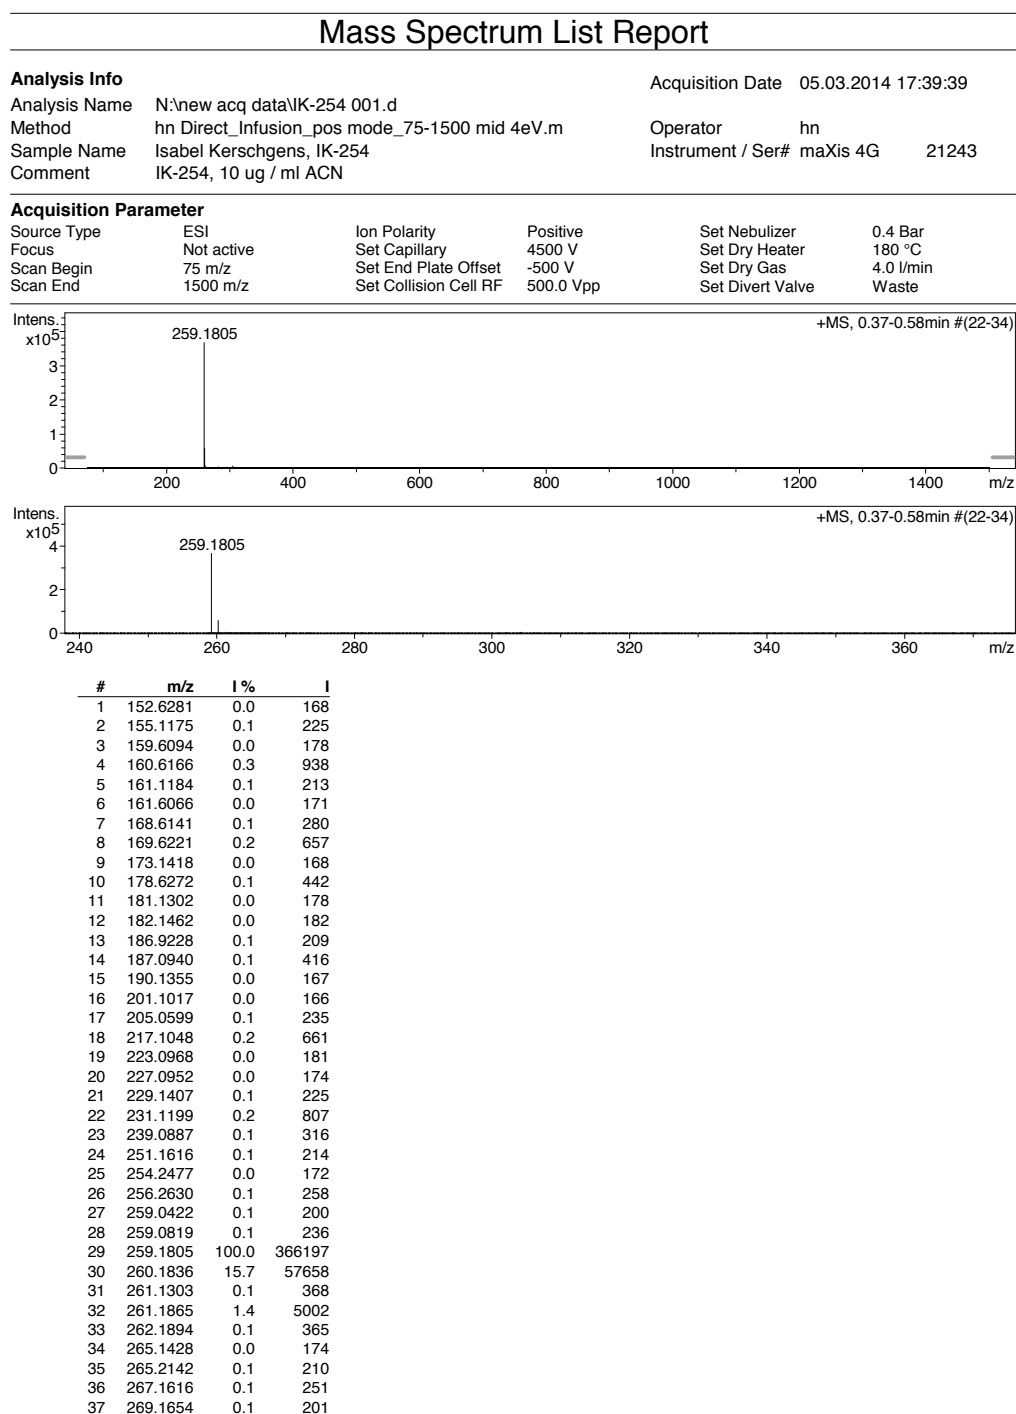 Mass Spectrum List Report
Analysis Info
Acquisition Date 05.03.2014 17:39:39
Analysis Name N:\new acq data\IK-254 001.d
Method hn Direct_Infusion_pos mode_75-1500 mid 4eV.m Operator hn
Sample Name Isabel Kerschgens, IK-254 Instrument / Ser# maXis 4G 21243
Comment IK-254, 10 ug / ml ACN
Acquisition Parameter
Source Type ESI Ion Polarity Positive Set Nebulizer 0.4 Bar
Focus Not active Set Capillary 4500 V Set Dry Heater 180 °C
Scan Begin 75 m/z Set End Plate Offset -500 V Set Dry Gas 4.0 l/min
Scan End 1500 m/z Set Collision Cell RF 500.0 Vpp Set Divert Valve Waste
Intens. +MS, 0.37-0.58min #(22-34)
x10^5 259.1805
3
2
1
0
200 400 600 800 1000 1200 1400 m/z
Intens. +MS, 0.37-0.58min #(22-34)
x10^5
4 259.1805
2
0
240 260 280 300 320 340 360 m/z
# m/z I % I
1 152.6281 0.0 168
2 155.1175 0.1 225
3 159.6094 0.0 178
4 160.6166 0.3 938
5 161.1184 0.1 213
6 161.6066 0.0 171
7 168.6141 0.1 280
8 169.6221 0.2 657
9 173.1418 0.0 168
10 178.6272 0.1 442
11 181.1302 0.0 178
12 182.1462 0.0 182
13 186.9228 0.1 209
14 187.0940 0.1 416
15 190.1355 0.0 167
16 201.1017 0.0 166
17 205.0599 0.1 235
18 217.1048 0.2 661
19 223.0968 0.0 181
20 227.0952 0.0 174
21 229.1407 0.1 225
22 231.1199 0.2 807
23 239.0887 0.1 316
24 251.1616 0.1 214
25 254.2477 0.0 172
26 256.2630 0.1 258
27 259.0422 0.1 200
28 259.0819 0.1 236
29 259.1805 100.0 366197
30 260.1836 15.7 57658
31 261.1303 0.1 368
32 261.1865 1.4 5002
33 262.1894 0.1 365
34 265.1428 0.0 174
35 265.2142 0.1 210
36 267.1616 0.1 251
37 269.1654 0.1 201